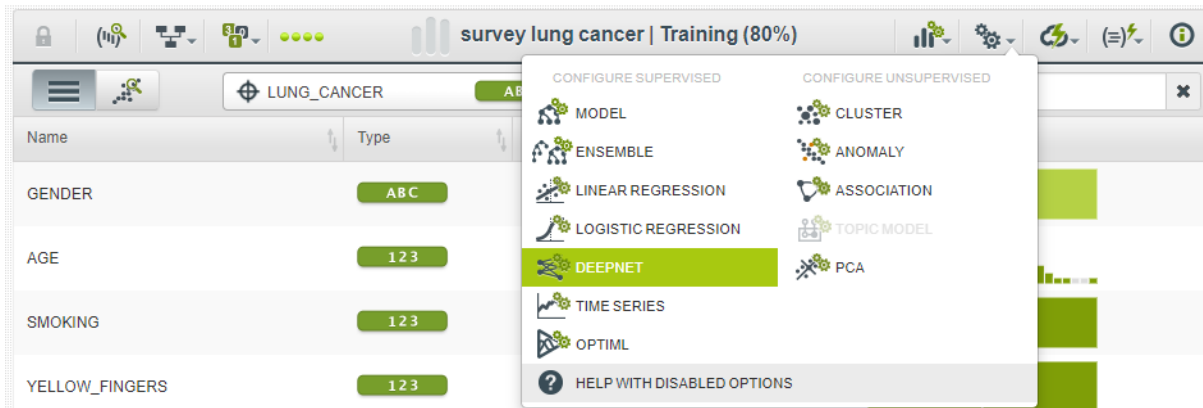 survey lung cancer | Training (80%)
LUNG_CANCER
CONFIGURE SUPERVISED
CONFIGURE UNSUPERVISED
MODEL
CLUSTER
ENSEMBLE
ANOMALY
LINEAR REGRESSION
ASSOCIATION
LOGISTIC REGRESSION
TOPIC MODEL
DEEPNET
PCA
TIME SERIES
OPTIML
HELP WITH DISABLED OPTIONS
Name
Type
GENDER
ABC
AGE
123
SMOKING
123
YELLOW_FINGERS
123